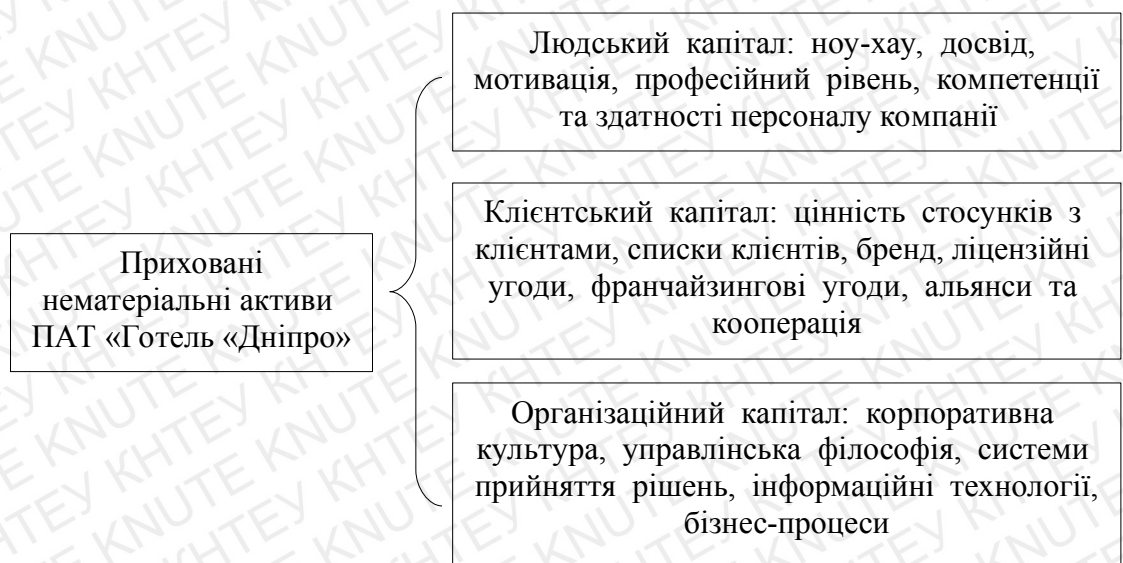 Людський капітал: ноу-хау, досвід,
мотивація, професійний рівень, компетенції
та здатності персоналу компанії
Приховані
нематеріальні активи
ПАТ «Готель «Дніпро»
Клієнтський капітал: цінність стосунків з
клієнтами, списки клієнтів, бренд, ліцензійні
угоди, франчайзингові угоди, альянси та
кооперація
Організаційний капітал: корпоративна
культура, управлінська філософія, системи
прийняття рішень, інформаційні технології,
бізнес-процеси